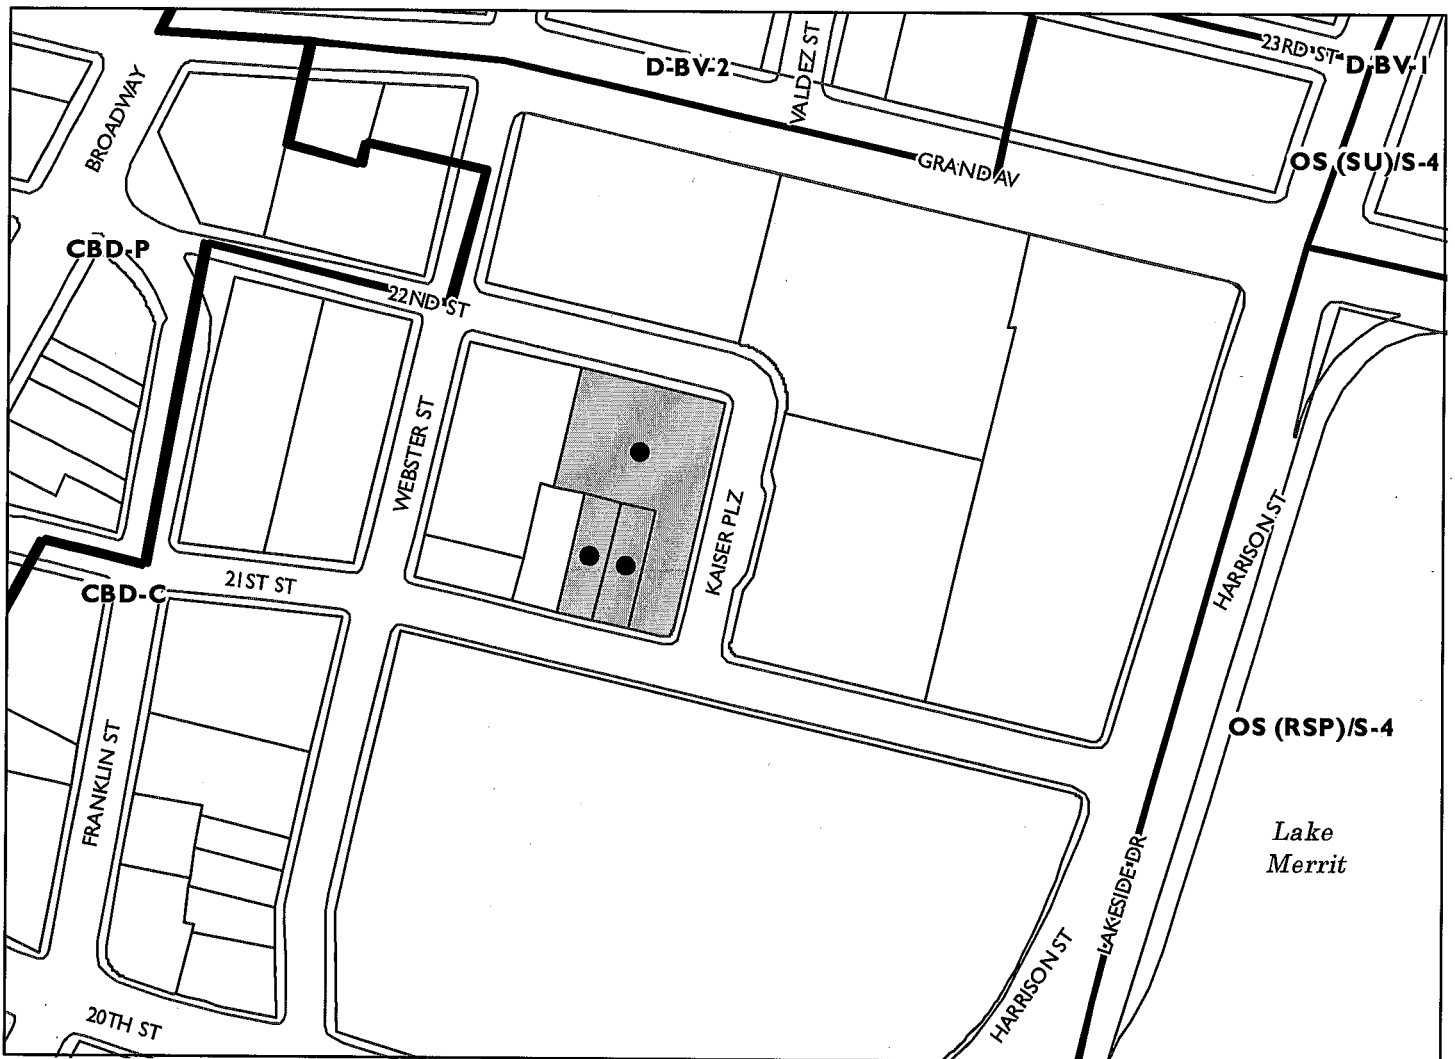 23RD ST
D-BV-2
D-BV-1
VALDEZ ST
BROADWAY
GRAND AV
OS (SU)/S-4
CBD-P
22ND ST
WEBSTER ST
KAISER PLZ
HARRISON ST
21ST ST
CBD-C
OS (RSP)/S-4
FRANKLIN ST
Lake
Merrit
LAKESIDE DR
HARRISON ST
20TH ST